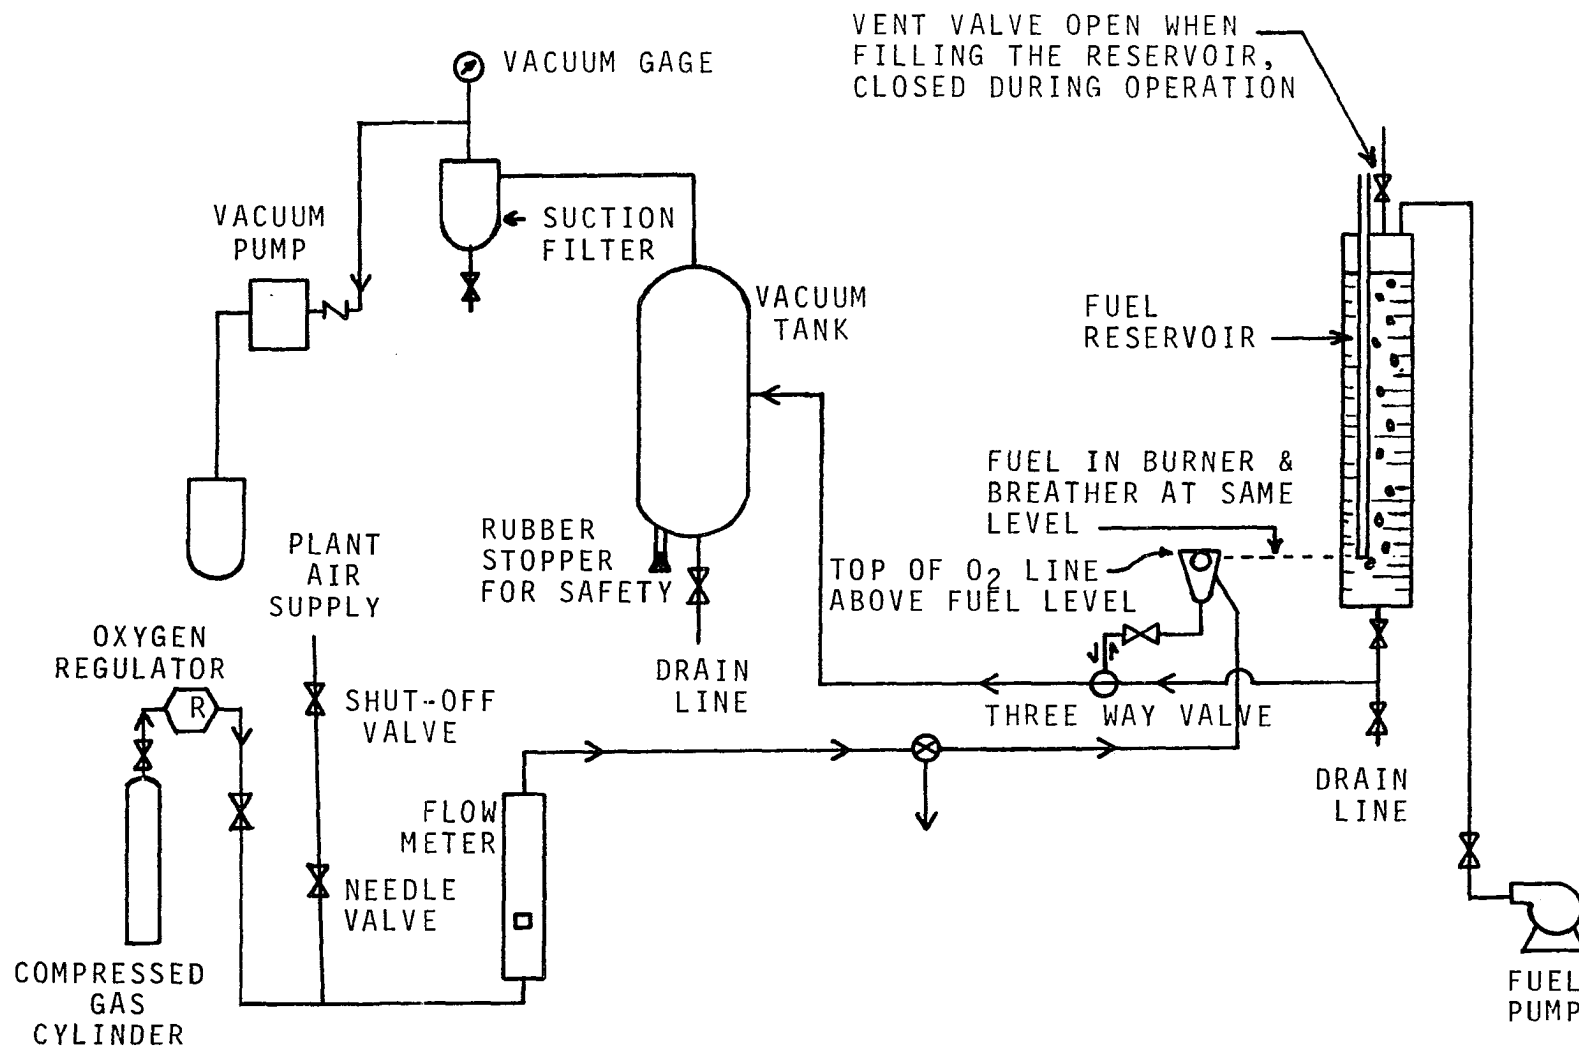 VENT VALVE OPEN WHEN
FILLING THE RESERVOIR,
CLOSED DURING OPERATION
VACUUM GAGE
SUCTION
FILTER
VACUUM
PUMP
VACUUM
TANK
FUEL
RESERVOIR
FUEL IN BURNER &
BREATHER AT SAME
LEVEL
RUBBER
STOPPER
FOR SAFETY
TOP OF O2 LINE
ABOVE FUEL LEVEL
PLANT
AIR
SUPPLY
OXYGEN
REGULATOR
R
DRAIN
LINE
SHUT-OFF
VALVE
THREE WAY VALVE
DRAIN
LINE
FLOW
METER
NEEDLE
VALVE
COMPRESSED
GAS
CYLINDER
FUEL
PUMP